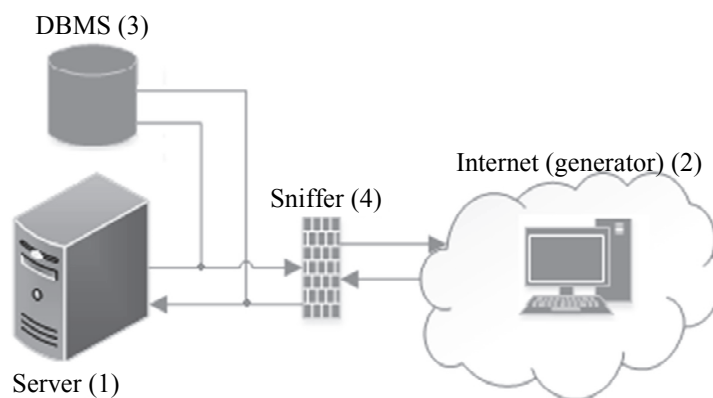 DBMS (3)
Internet (generator) (2)
Sniffer (4)
Server (1)